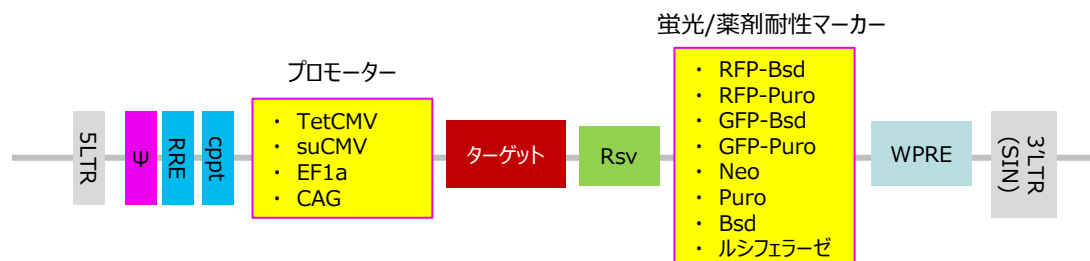 蛍光/薬剤耐性マーカー
プロモーター
5LTR
Ψ
RRE
cppt
・ TetCMV
・ suCMV
・ EF1a
・ CAG
ターゲット
Rsv
・ RFP-Bsd
・ RFP-Puro
・ GFP-Bsd
・ GFP-Puro
・ Neo
・ Puro
・ Bsd
・ ルシフェラーゼ
WPRE
3'LTR
(SIN)